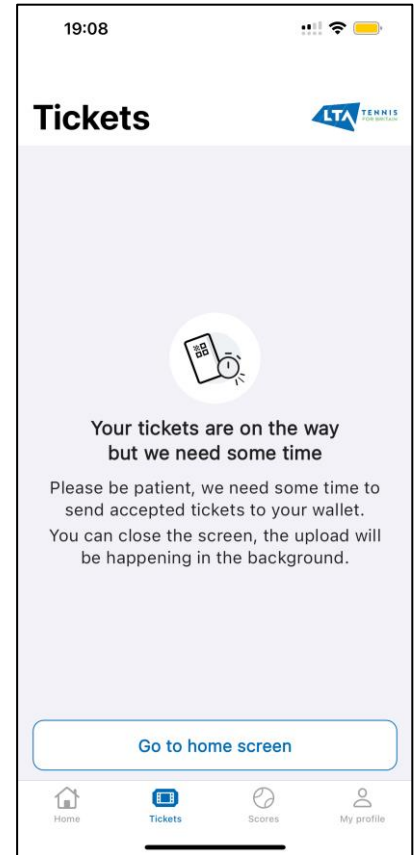 19:08
Tickets
LTA TENNIS
FOR BRITAIN
Your tickets are on the way
but we need some time
Please be patient, we need some time to
send accepted tickets to your wallet.
You can close the screen, the upload will
be happening in the background.
Go to home screen
Home Tickets Scores My profile